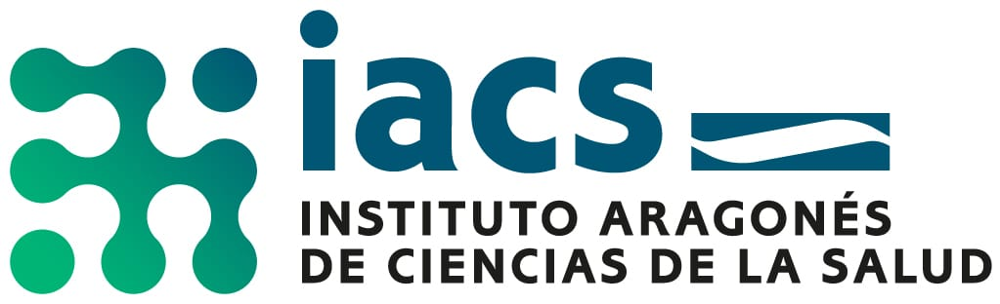 iacs
INSTITUTO ARAGONÉS
DE CIENCIAS DE LA SALUD